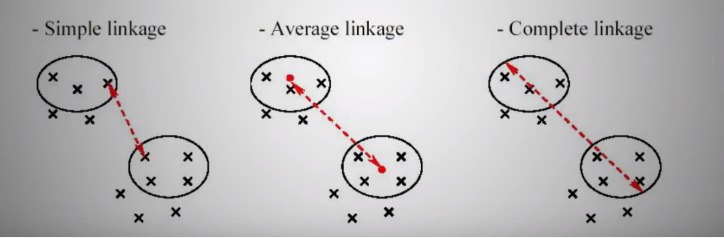 - Simple linkage
- Average linkage
- Complete linkage